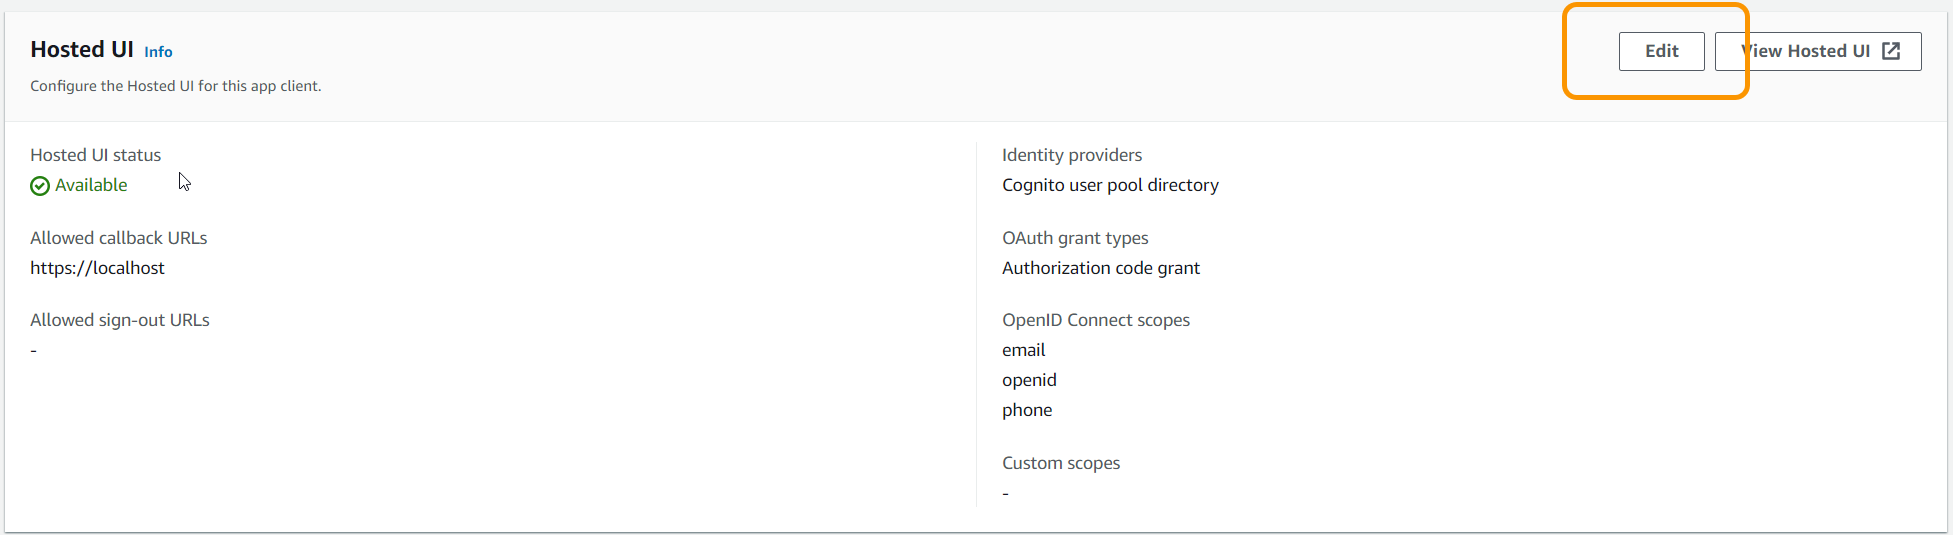 Hosted UI Info
Edit
View Hosted UI
Configure the Hosted UI for this app client.
Hosted UI status
Available
Allowed callback URLs
https://localhost
Allowed sign-out URLs
-
Identity providers
Cognito user pool directory
OAuth grant types
Authorization code grant
OpenID Connect scopes
email
openid
phone
Custom scopes
-